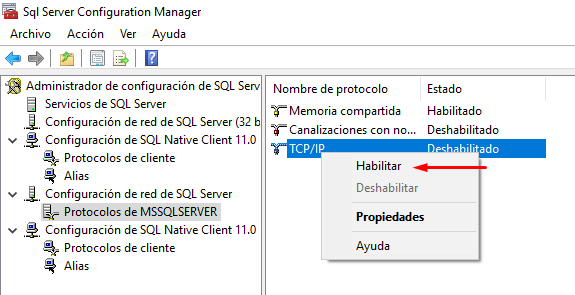 Sql Server Configuration Manager
Archivo Acción Ver Ayuda
Administrador de configuración de SQL Serv
Servicios de SQL Server
Configuración de red de SQL Server (32 b
Configuración de SQL Native Client 11.0
Protocolos de cliente
Alias
Configuración de red de SQL Server
Protocolos de MSSQLSERVER
Configuración de SQL Native Client 11.0
Protocolos de cliente
Alias
Nombre de protocolo Estado
Memoria compartida Habilitado
Canalizaciones con no... Deshabilitado
TCP/IP Deshabilitado
Habilitar
Deshabilitar
Propiedades
Ayuda